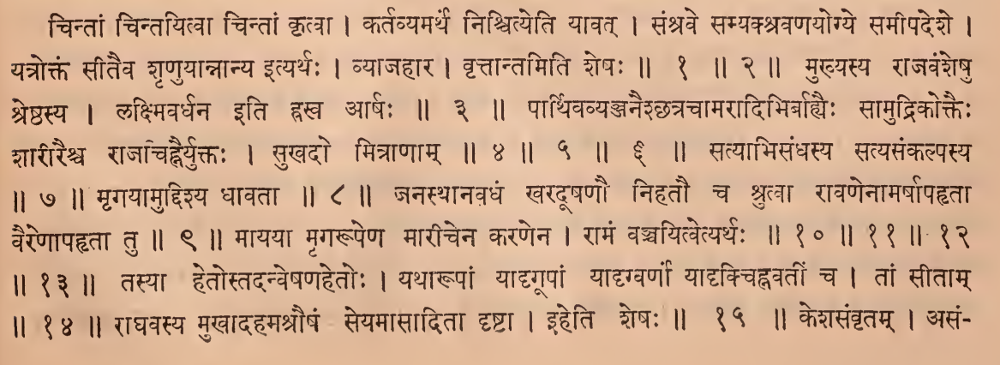 चिन्तां चिन्तयित्वा चिन्तां कृत्वा । कर्तव्यमर्थं निश्चित्येति यावत् । संश्रवे सम्यक्श्रवणयोग्ये समीपदेशे ।
यत्रोक्तं सीतैव शृणुयान्नान्य इत्यर्थः । व्याजहार । वृत्तान्तमिति शेषः ॥ १ ॥ २ ॥ मुख्यस्य राजवंशेषु
श्रेष्ठस्य । लक्ष्मिवर्धन इति ह्नस्व आर्षः ॥ ३ ॥ पार्थिवव्यञ्जनैश्छत्रचामरादिभिर्बाह्यैः सामुद्रिकोक्तैः
शारीरैश्च राजचिह्नैर्युक्तः । सुखदो मित्राणाम् ॥ ४ ॥ ५ ॥ ६ ॥ सत्याभिसंधस्य सत्यसंकल्पस्य
॥ ७ ॥ मृगयामुद्दिश्य धावता ॥ ८ ॥ जनस्थानवधं खरदूषणौ निहतौ च श्रुत्वा रावणेनामर्षापहृता
वैरेणापहृता तु ॥ ९ ॥ मायया मृगरूपेण मारीचेन करणेन । रामं वञ्चयित्वेत्यर्थः ॥ १० ॥ ११ ॥ १२
॥ १३ ॥ तस्या हेतोस्तदन्वेषणहेतोः । यथारूपां यादृग्रूपां यादृग्वर्णां यादृक्चिह्नवतीं च । तां सीताम्
॥ १४ ॥ राघवस्य मुखादहमश्रौषं सेयमासादिता दृष्टा । इहेति शेषः ॥ १५ ॥ केशसंवृतम् । असं-